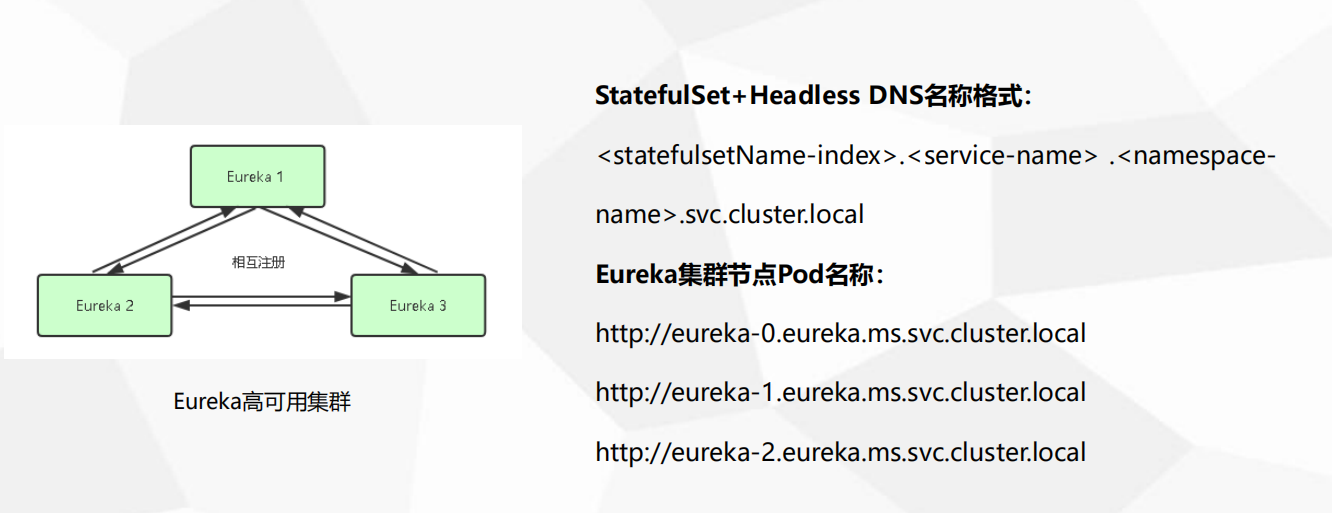 Eureka 1
相互注册
Eureka 2
Eureka 3
Eureka高可用集群
StatefulSet+Headless DNS名称格式：
<statefulsetName-index>.<service-name> .<namespace-
name>.svc.cluster.local
Eureka集群节点Pod名称：
http://eureka-0.eureka.ms.svc.cluster.local
http://eureka-1.eureka.ms.svc.cluster.local
http://eureka-2.eureka.ms.svc.cluster.local